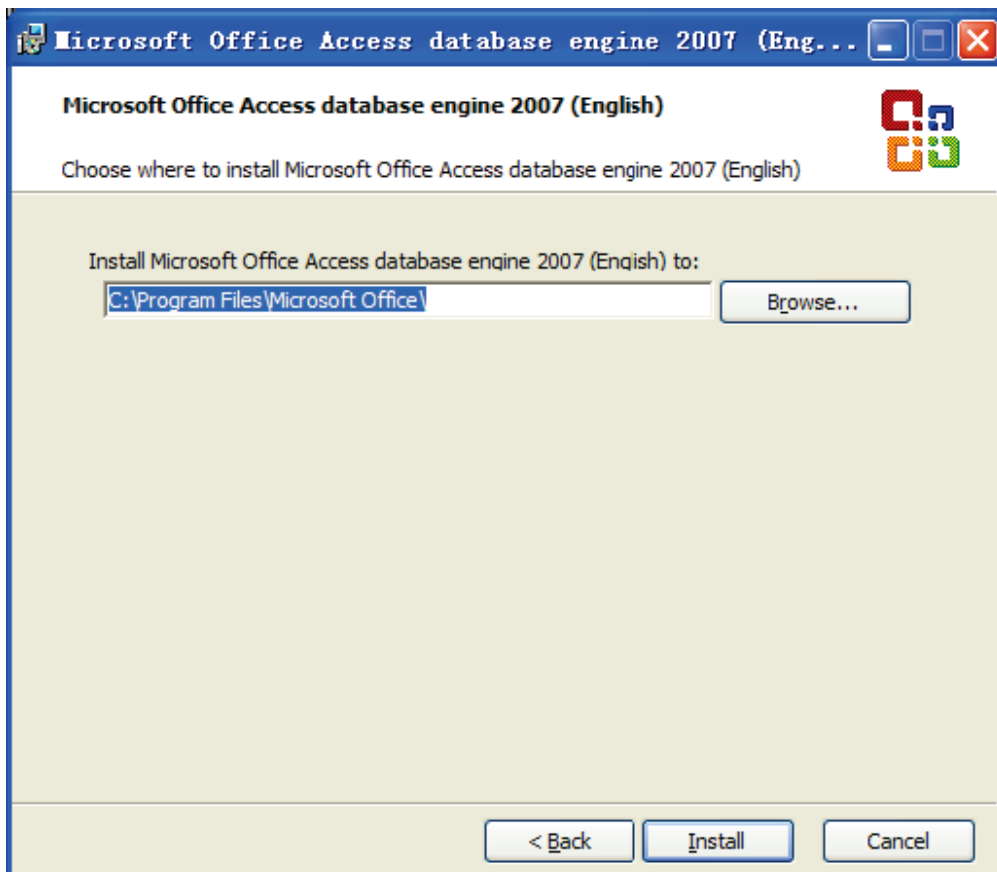 Microsoft Office Access database engine 2007 (Eng...
Microsoft Office Access database engine 2007 (English)
Choose where to install Microsoft Office Access database engine 2007 (English)
Install Microsoft Office Access database engine 2007 (Engish) to:
C:\Program Files\Microsoft Office\
Browse...
< Back
Install
Cancel